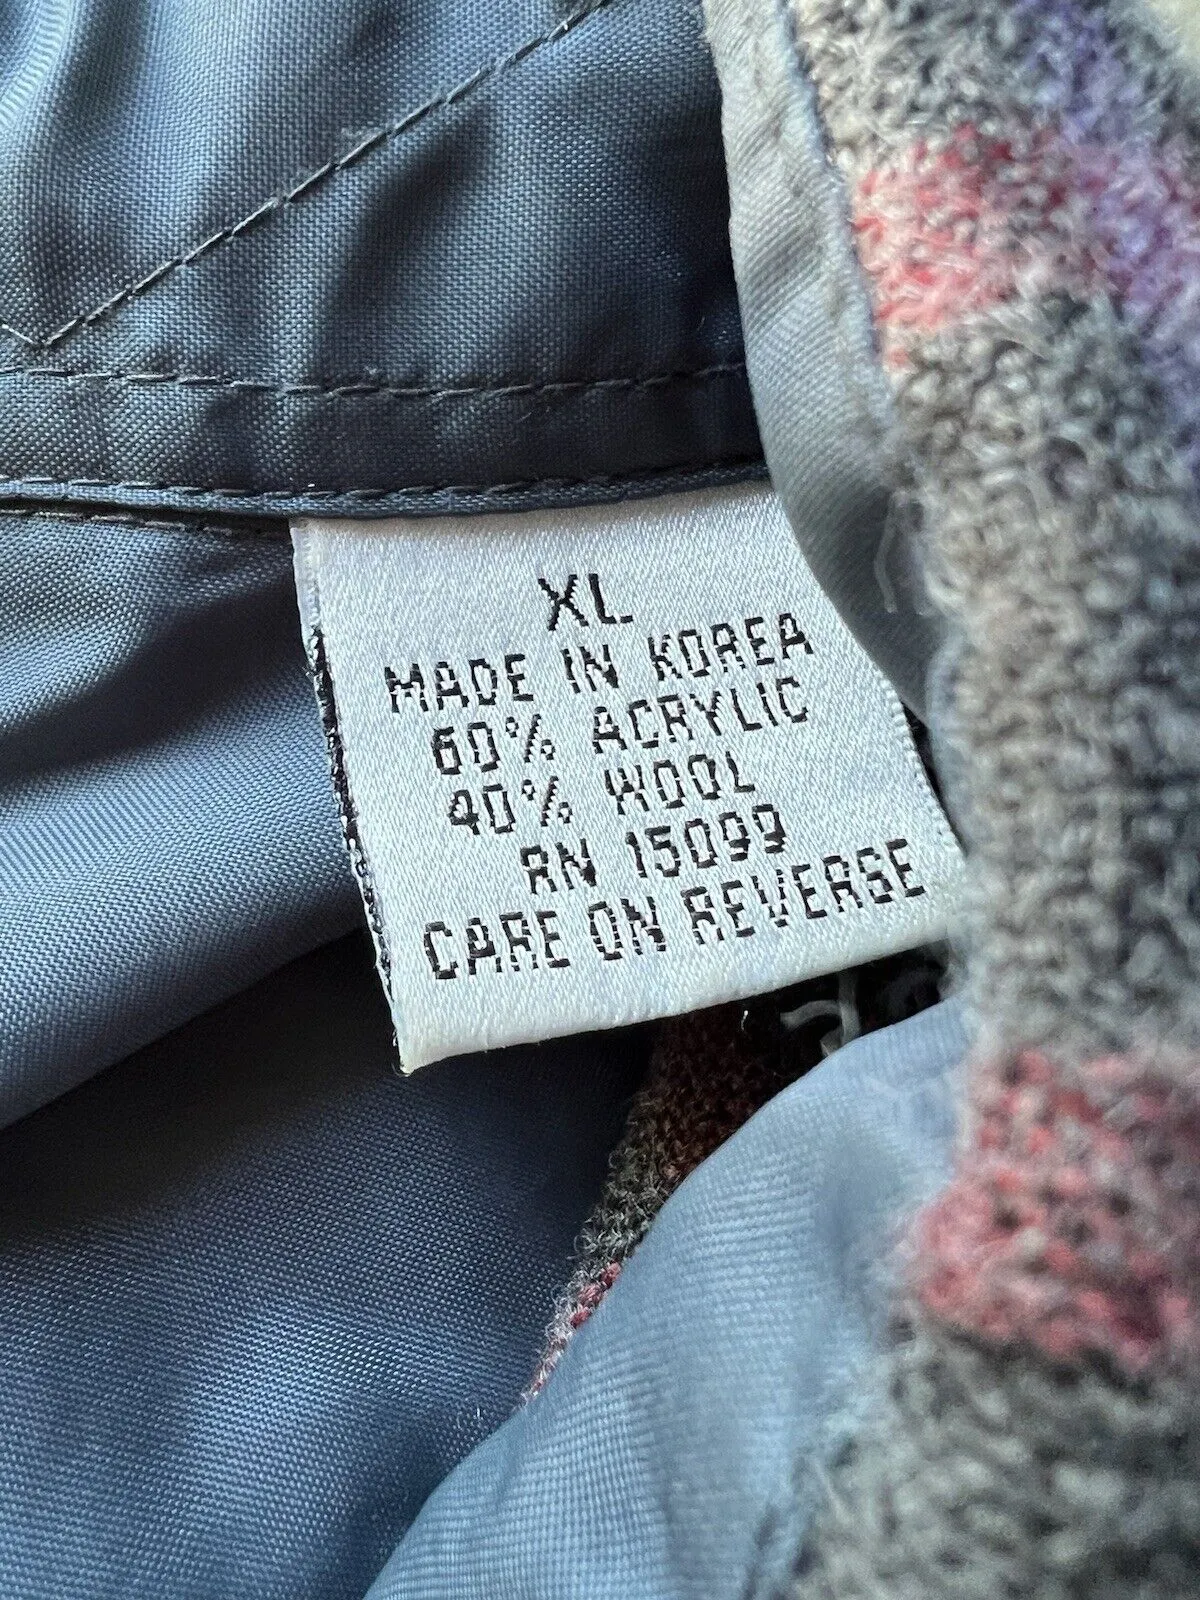 XL
MADE IN KOREA
60% ACRYLIC
40% WOOL
RN 15099
CARE ON REVERSE